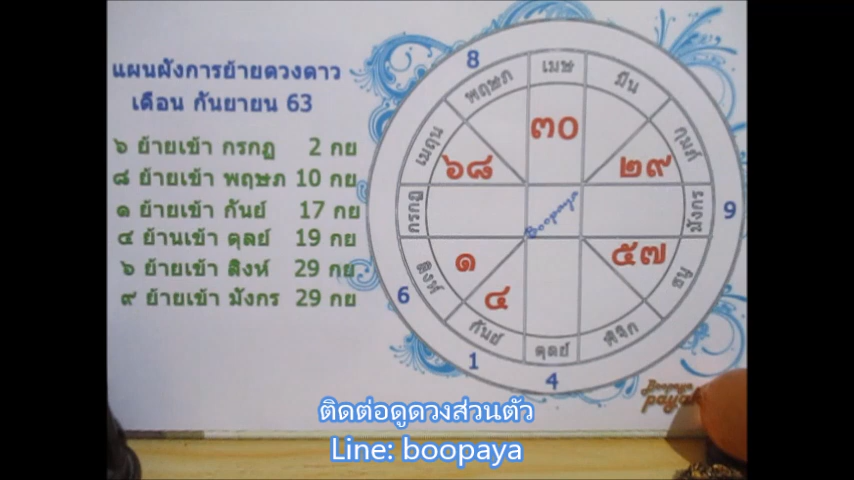 แผนผังการย้ายดวงดาว
เดือน กันยายน 63
๖ ย้ายเข้า กรกฎ 2 กย
๘ ย้ายเข้า พฤษภ 10 กย
๑ ย้ายเข้า กันย์ 17 กย
๔ ย้านเข้า ตุลย์ 19 กย
๖ ย้ายเข้า สิงห์ 29 กย
๙ ย้ายเข้า มังกร 29 กย
8
เมษ
พฤษภ
มีน
เมถุน
กุมภ์
๓๐
๖๘
๒๙
กรกฎ
Boopaya
มังกร
9
๑
๕๗
สิงห์
ธนู
6
๔
กันย์
พิจิก
ตุลย์
1
4
Boopaya
payak
ติดต่อดูดวงส่วนตัว
Line: boopaya